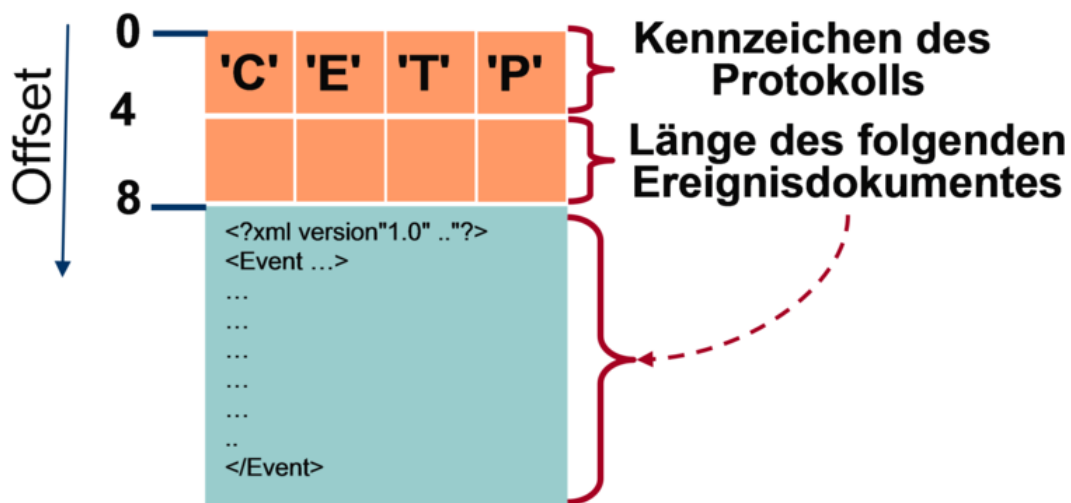 Offset
0
'C' 'E' 'T' 'P'
Kennzeichen des
Protokolls
4
Länge des folgenden
Ereignisdokumentes
8
<?xml version"1.0" .."?>
<Event ...>
...
...
...
...
...
..
</Event>